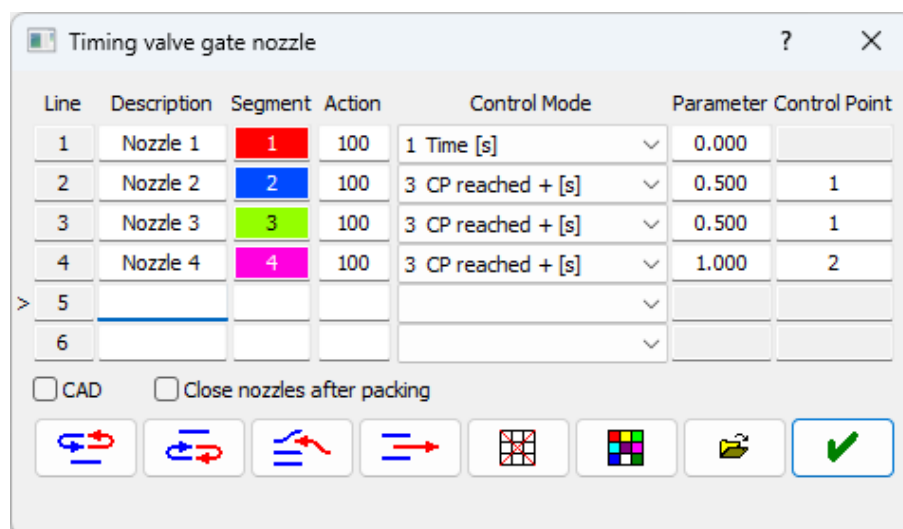 Timing valve gate nozzle ?
Line Description Segment Action Control Mode Parameter Control Point
1 Nozzle 1 1 100 1 Time [s] 0.000
2 Nozzle 2 2 100 3 CP reached + [s] 0.500 1
3 Nozzle 3 3 100 3 CP reached + [s] 0.500 1
4 Nozzle 4 4 100 3 CP reached + [s] 1.000 2
> 5
6
CAD Close nozzles after packing